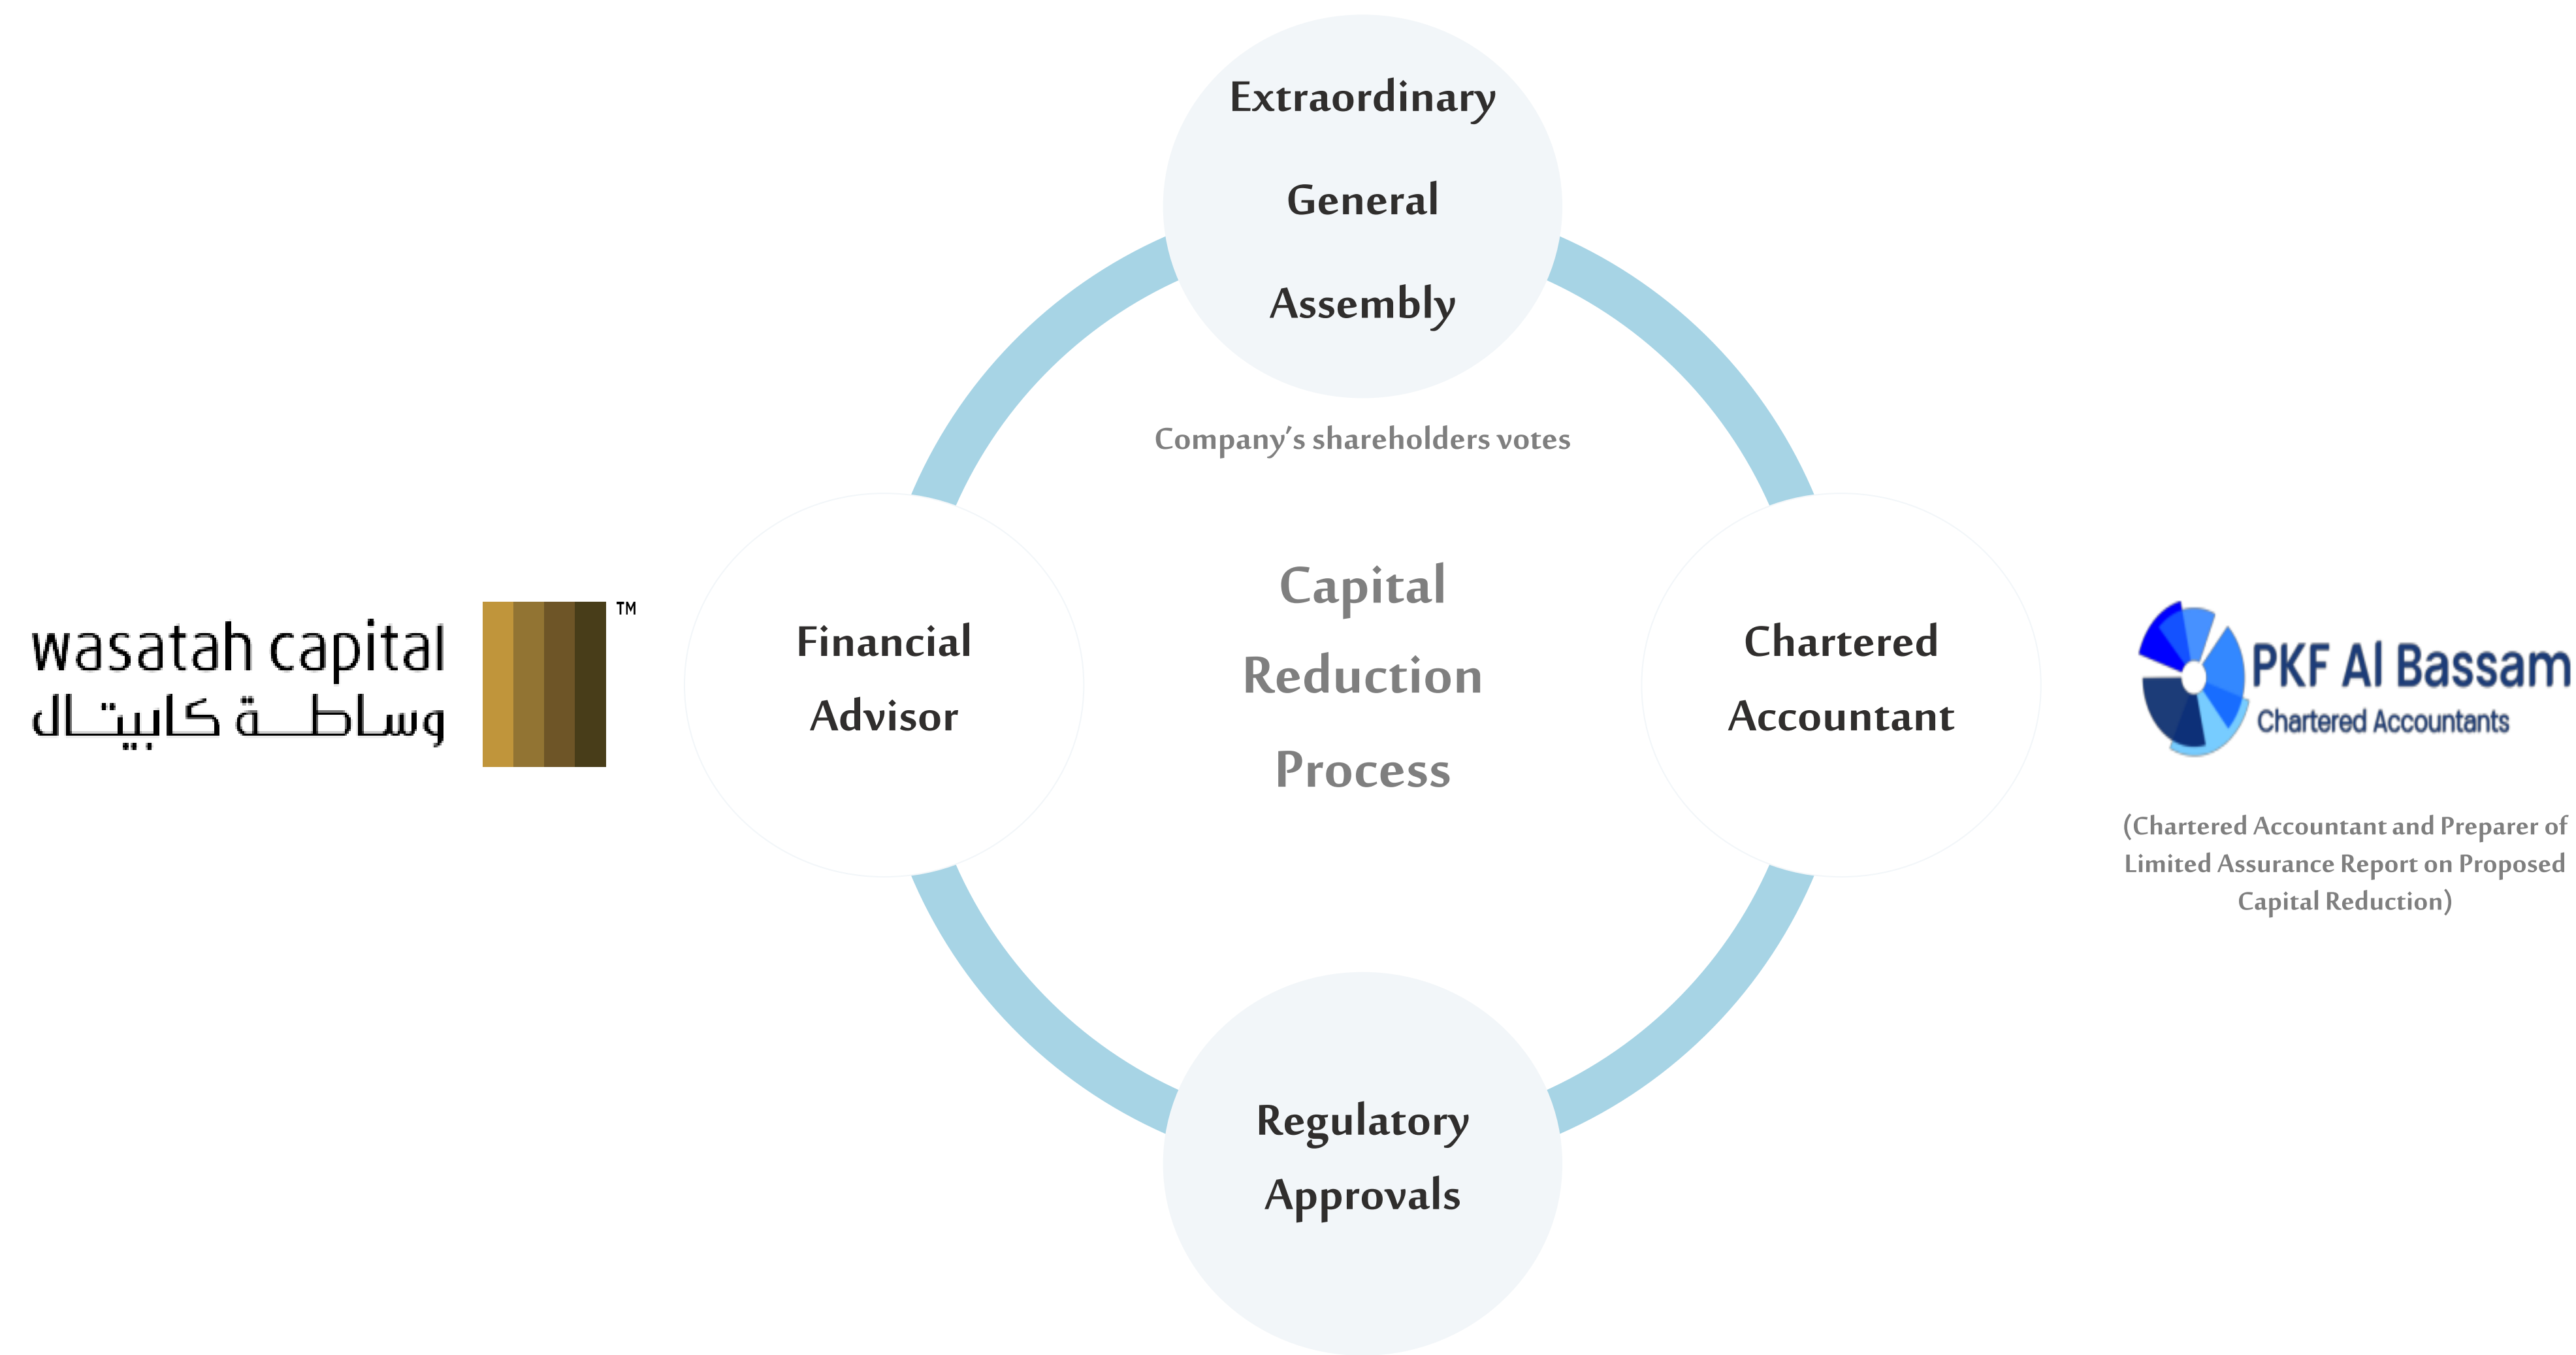 Extraordinary
General
Assembly
Company’s shareholders votes
wasatah capital
وساطة كابيتال
TM
Financial
Advisor
Capital
Reduction
Process
Chartered
Accountant
PKF Al Bassam
Chartered Accountants
(Chartered Accountant and Preparer of
Limited Assurance Report on Proposed
Capital Reduction)
Regulatory
Approvals